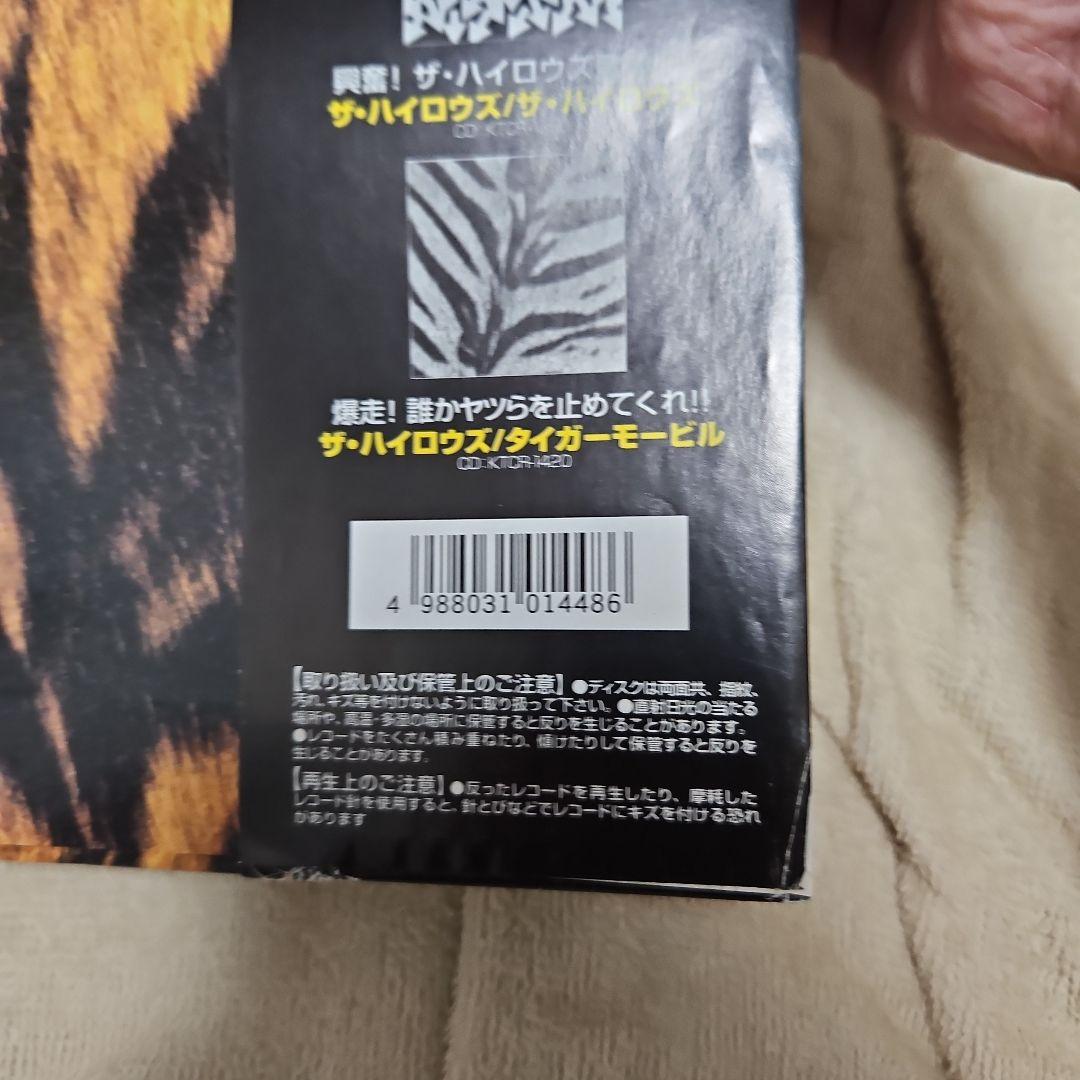 興奮! ザ・ハイロウズ
ザ・ハイロウズ/ザ・ハイロウズ
CD: KTCR-
爆走! 誰かヤツらを止めてくれ!!
ザ・ハイロウズ/タイガーモービル
CD: KTCR-1420
4 988031 014486
【取り扱い及び保管上のご注意】 ●ディスクは両面共、指紋、
汚れ、キズ等を付けないように取り扱って下さい。●直射日光の当たる
場所や、高温・多湿の場所に保管すると反りを生じることがあります。
●レコードをたくさん積み重ねたり、傾けたりして保管すると反りを
生じることがあります。
【再生上のご注意】 ●反ったレコードを再生したり、摩耗した
レコード針を使用すると、針とびなどでレコードにキズを付ける恐れ
があります